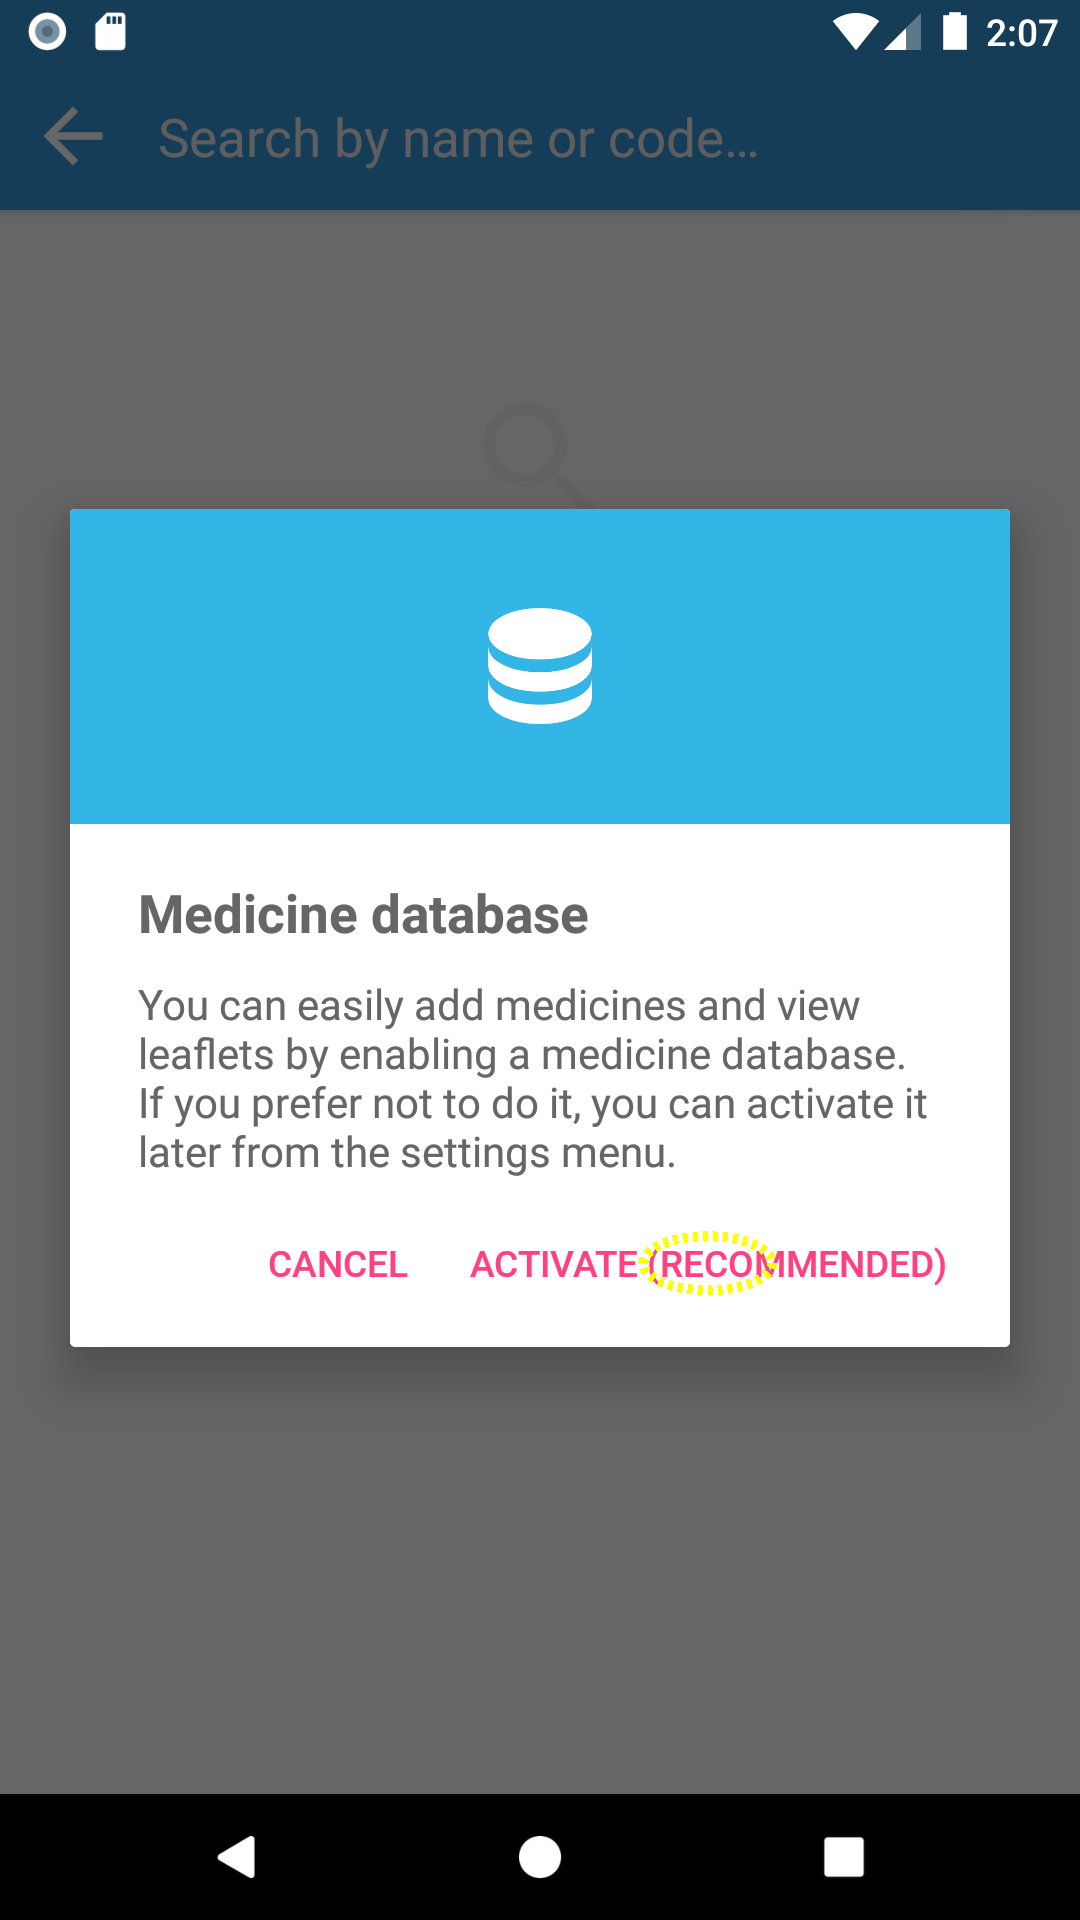 2:07
Search by name or code...
Medicine database
You can easily add medicines and view
leaflets by enabling a medicine database.
If you prefer not to do it, you can activate it
later from the settings menu.
CANCEL ACTIVATE (RECOMMENDED)